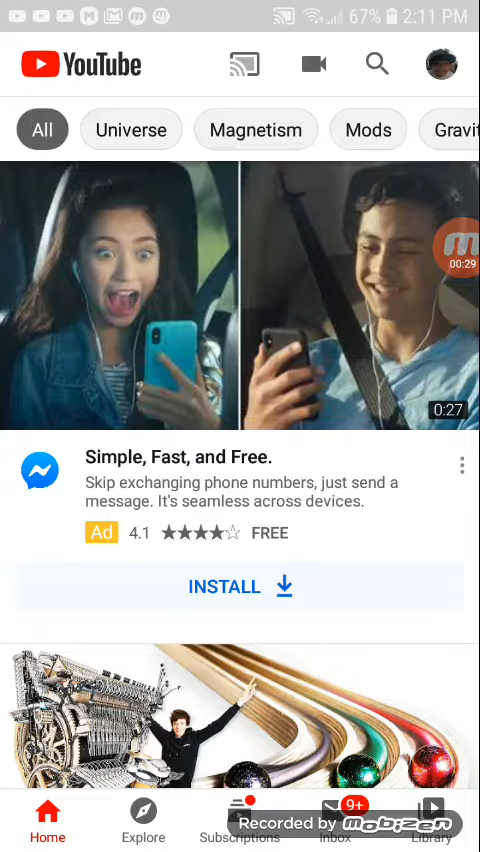 67% 2:11 PM
YouTube
All Universe Magnetism Mods Gravit
00:29
0:27
Simple, Fast, and Free.
Skip exchanging phone numbers, just send a
message. It's seamless across devices.
Ad 4.1 FREE
INSTALL
9+
Home Explore Subscriptions Inbox Library
Recorded by mobizen